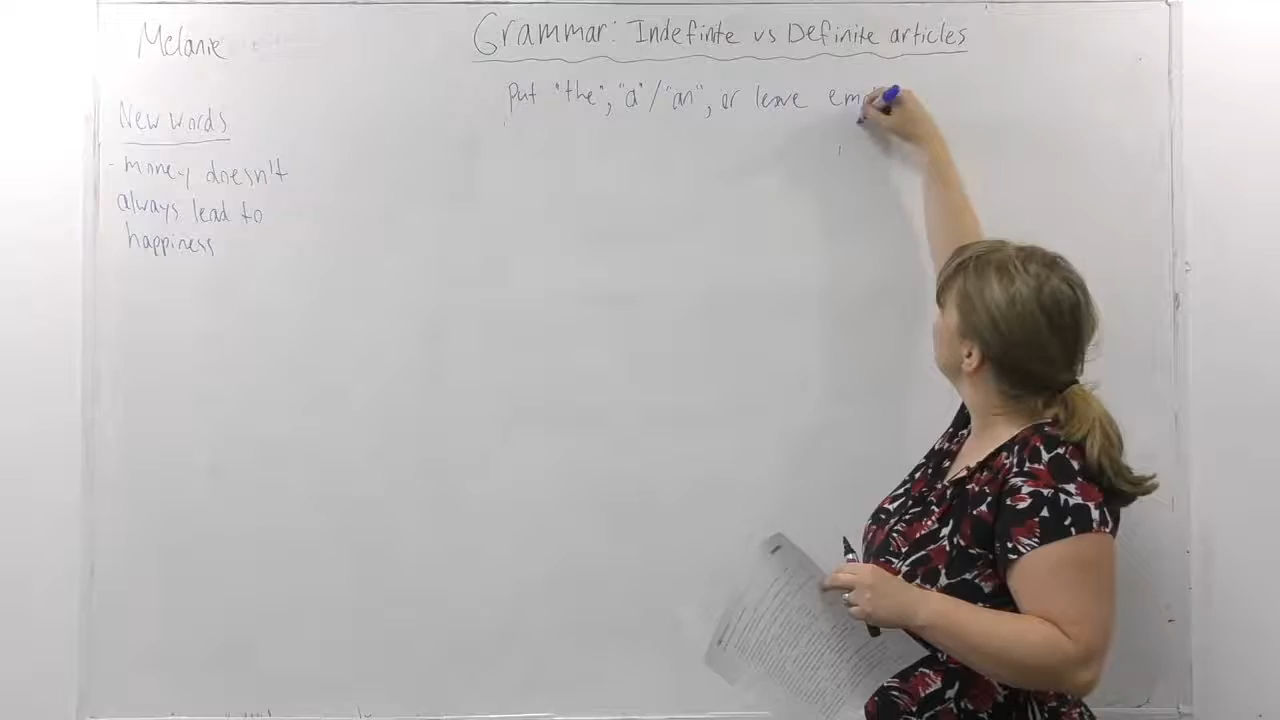 Melanie
Grammar: Indefinite vs Definite articles
put "the", "a"/"an", or leave em
New words
- money doesn't
always lead to
happiness